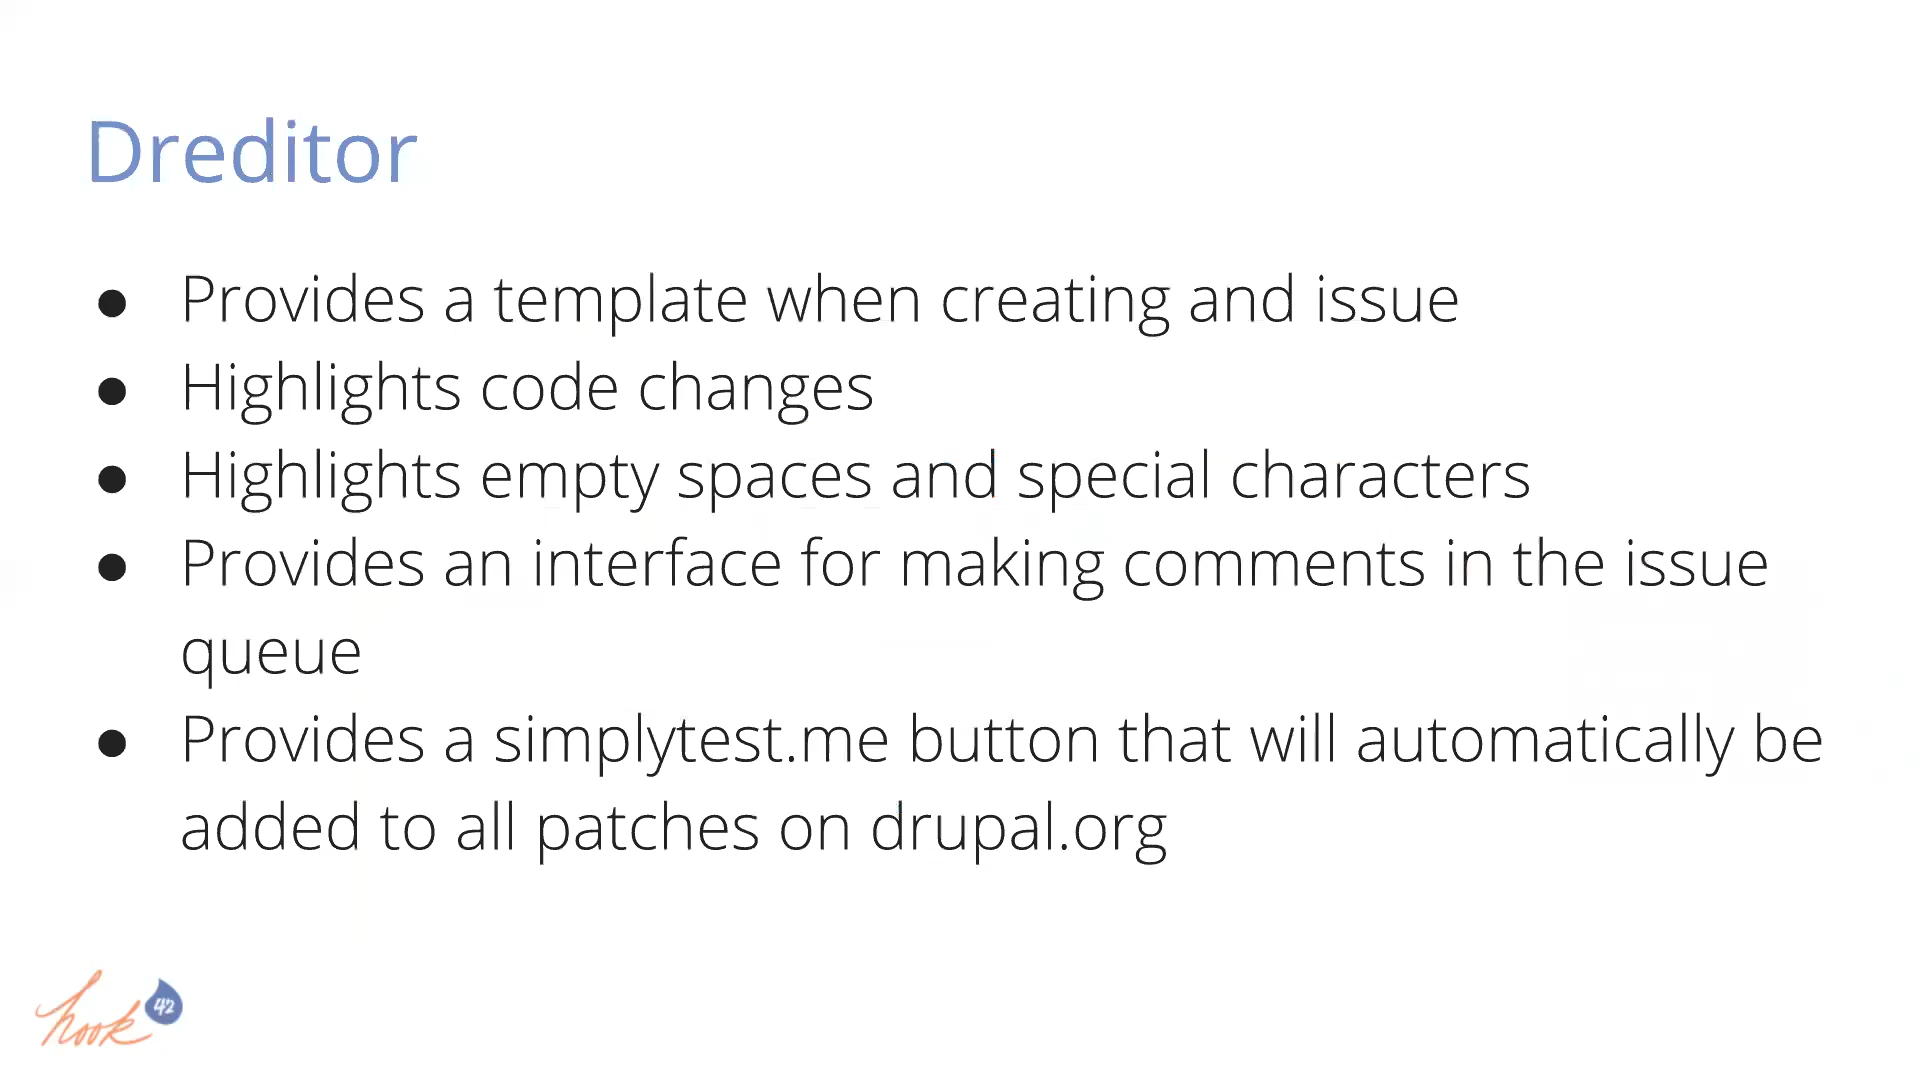 Dreditor
● Provides a template when creating and issue
● Highlights code changes
● Highlights empty spaces and special characters
● Provides an interface for making comments in the issue
queue
● Provides a simplytest.me button that will automatically be
added to all patches on drupal.org
hook 42